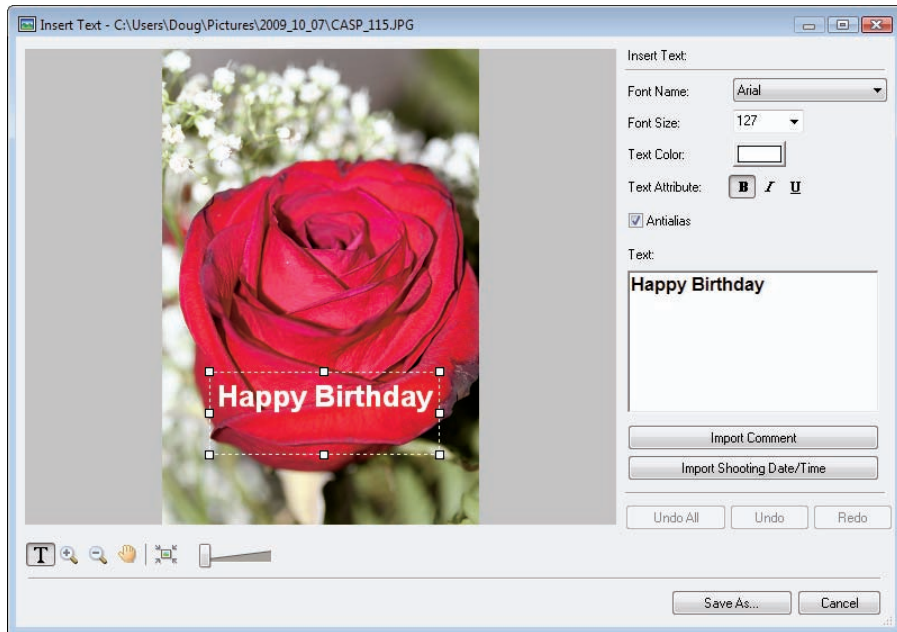 Insert Text - C:\Users\Doug\Pictures\2009_10_07\CASP_115.JPG
Insert Text:
Font Name: Arial
Font Size: 127
Text Color:
Text Attribute: B I U
Antialias
Text:
Happy Birthday
Happy Birthday
Import Comment
Import Shooting Date/Time
Undo All Undo Redo
T
Save As... Cancel